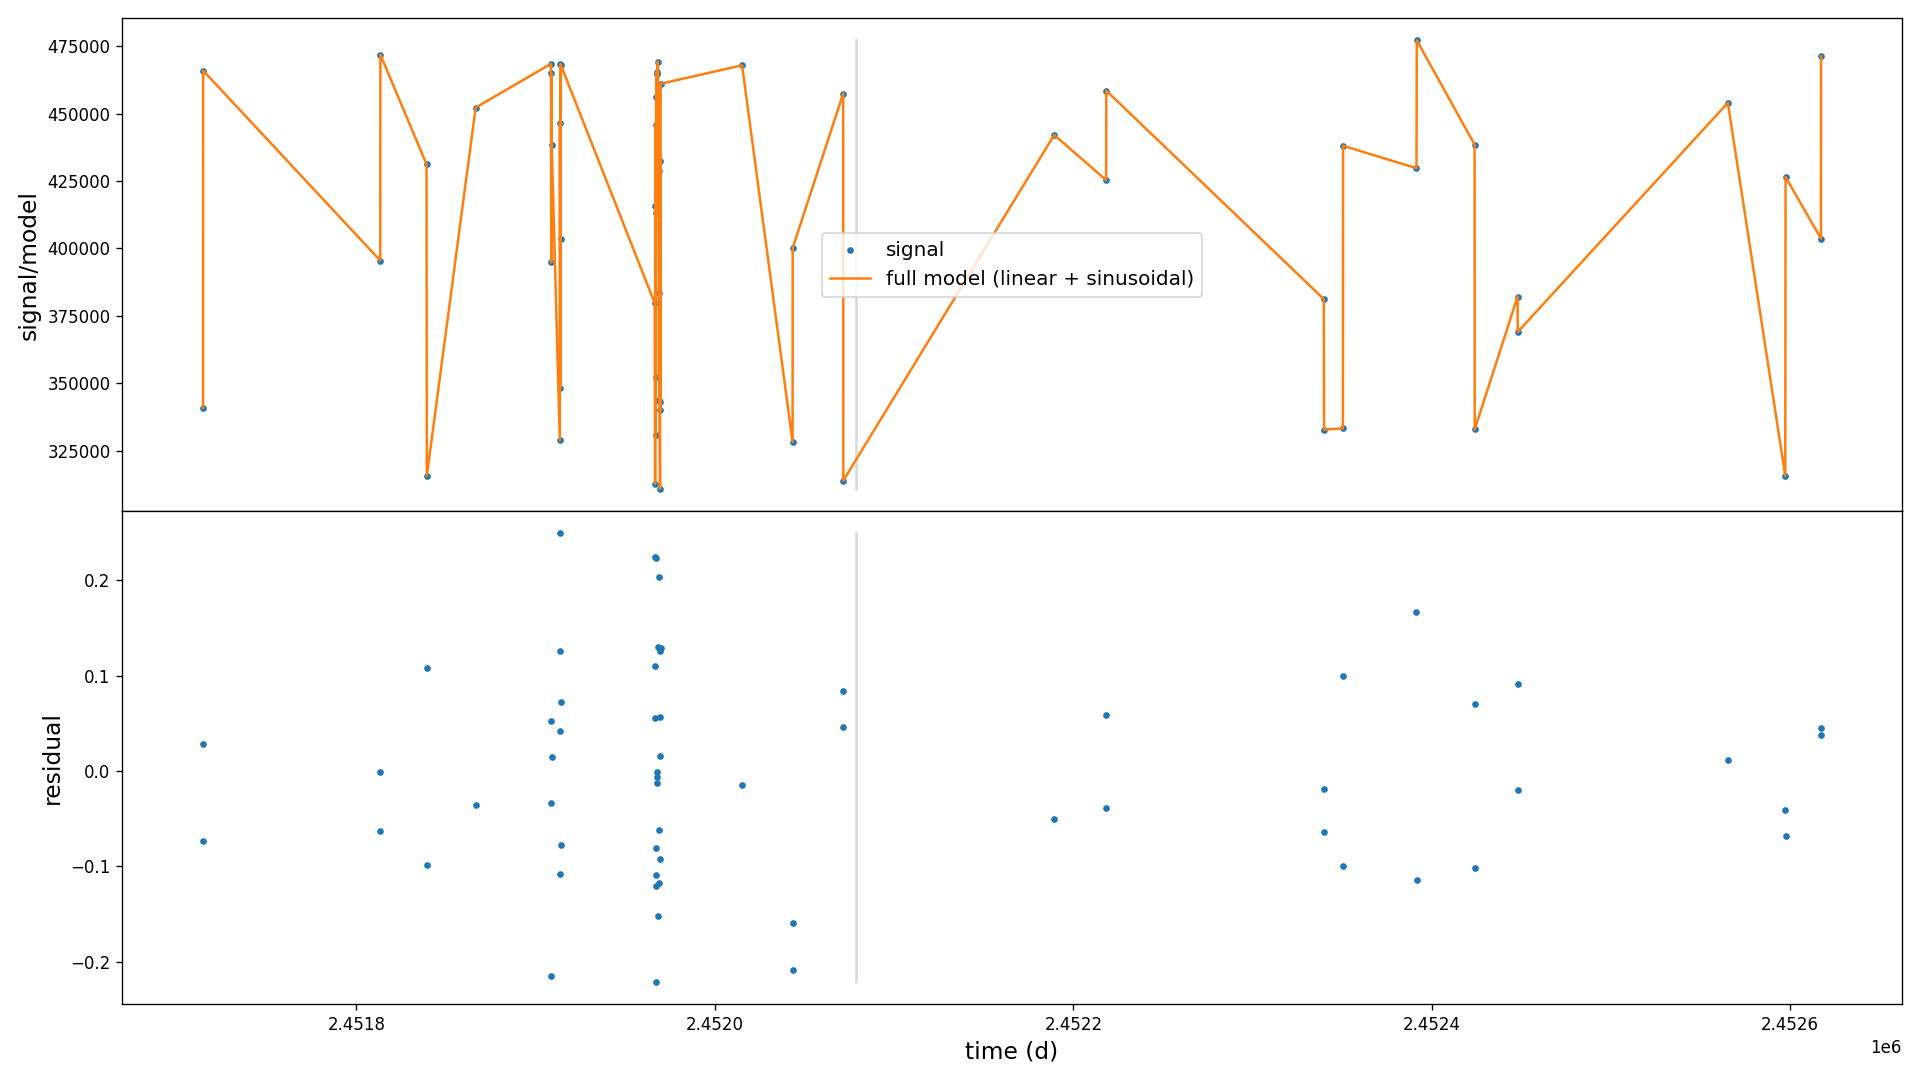 475000
450000
425000
400000
375000
350000
325000
signal/model
signal
full model (linear + sinusoidal)
0.2
0.1
0.0
−0.1
−0.2
residual
2.4518
2.4520
2.4522
2.4524
2.4526
time (d)
1e6